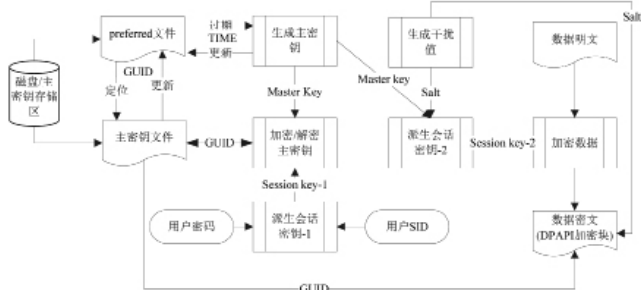 过期
TIME
更新
preferred文件
生成主密
钥
生成干扰
值
Salt
数据明文
GUID
定位
更新
磁盘/主
密钥存储
区
Master Key
Master key
Salt
主密钥文件
GUID
加密/解密
主密钥
派生会话
密钥-2
Session key-2
加密数据
Session key-1
用户密码
派生会话
密钥-1
用户SID
数据密文
(DPAPI加密块)
GUID